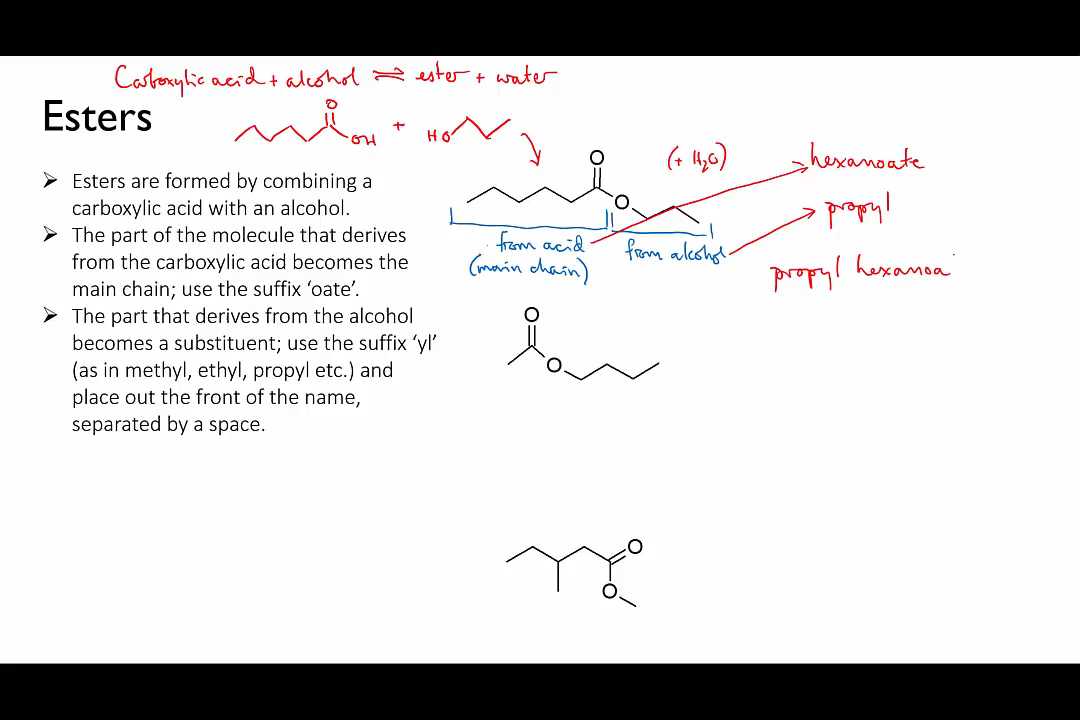 Carboxylic acid + alcohol ⇌ ester + water
Esters
O
OH
+
HO
(+ H₂O)
hexanoate
propyl
O
O
from acid
(main chain)
from alcohol
propyl hexanoa
➢ Esters are formed by combining a
carboxylic acid with an alcohol.
➢ The part of the molecule that derives
from the carboxylic acid becomes the
main chain; use the suffix ‘oate’.
➢ The part that derives from the alcohol
becomes a substituent; use the suffix ‘yl’
(as in methyl, ethyl, propyl etc.) and
place out the front of the name,
separated by a space.
O
O
O
O